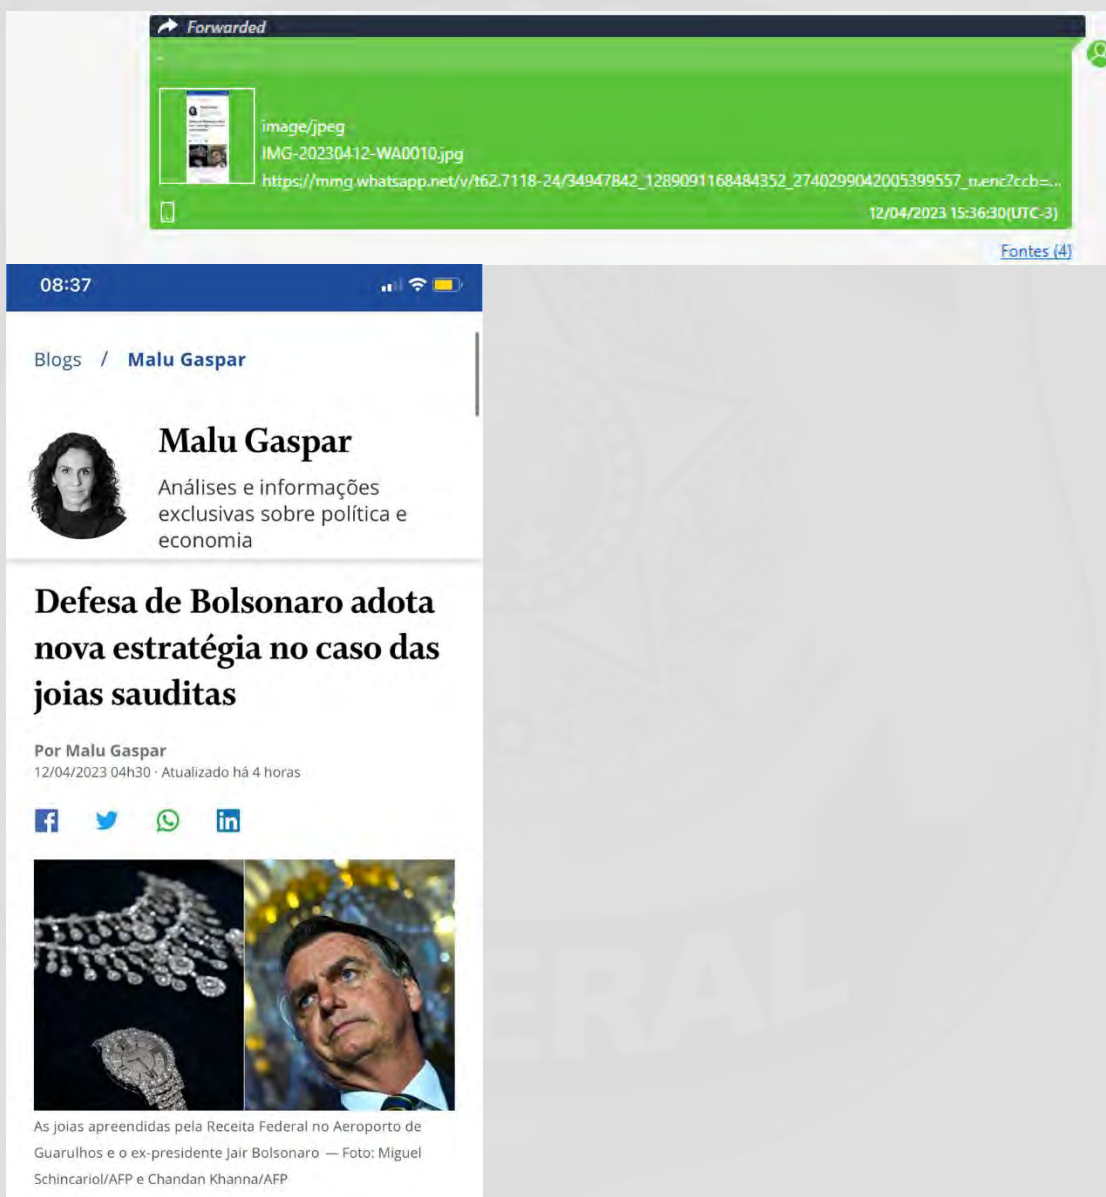 Forwarded
-
image/jpeg
IMG-20230412-WA0010.jpg
https://mmg.whatsapp.net/v/t62.7118-24/34947842_1289091168484352_2740299042005399557_n.enc?ccb=...
12/04/2023 15:36:30(UTC-3)
Fontes (4)
08:37
Blogs / Malu Gaspar
Malu Gaspar
Análises e informações
exclusivas sobre política e
economia
Defesa de Bolsonaro adota
nova estratégia no caso das
joias sauditas
Por Malu Gaspar
12/04/2023 04h30 · Atualizado há 4 horas
As joias apreendidas pela Receita Federal no Aeroporto de
Guarulhos e o ex-presidente Jair Bolsonaro — Foto: Miguel
Schincariol/AFP e Chandan Khanna/AFP
ERAL